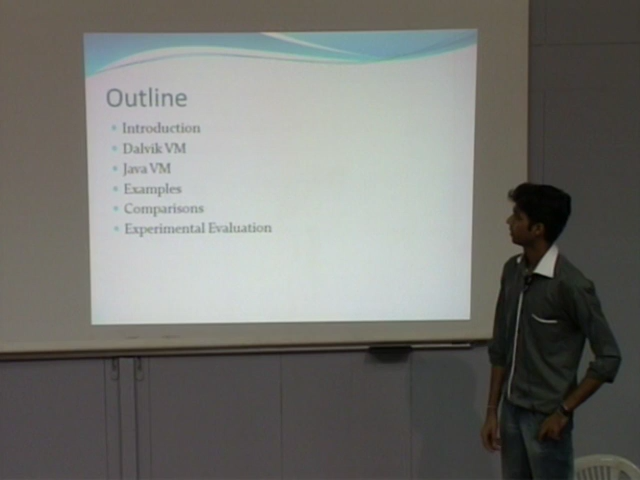 Outline
Introduction
Dalvik VM
Java VM
Examples
Comparisons
Experimental Evaluation